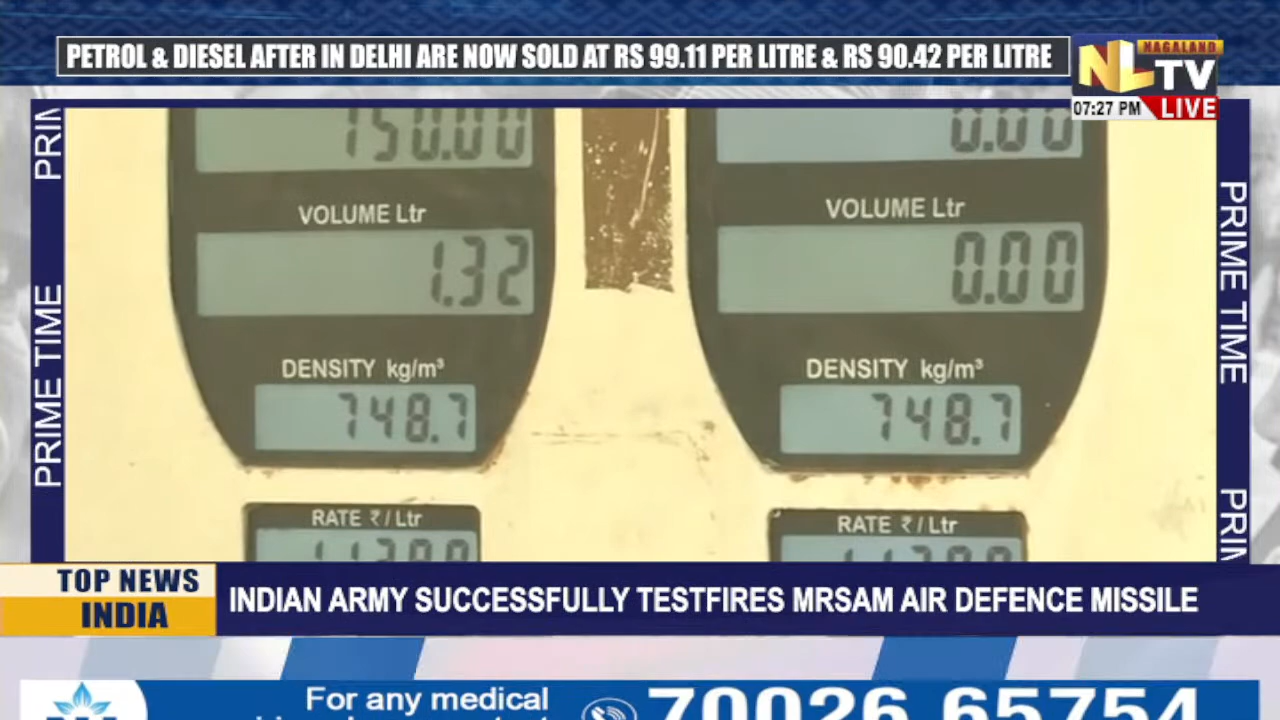 PETROL & DIESEL AFTER IN DELHI ARE NOW SOLD AT RS 99.11 PER LITRE & RS 90.42 PER LITRE
NAGALAND
NLTV
07:27 PM LIVE
PRIME TIME
PRIME TIME
150.00
0.00
VOLUME Ltr
VOLUME Ltr
1.32
0.00
DENSITY kg/m³
DENSITY kg/m³
748.7
748.7
RATE ₹/Ltr
RATE ₹/Ltr
TOP NEWS
INDIA
INDIAN ARMY SUCCESSFULLY TESTFIRES MRSAM AIR DEFENCE MISSILE
For any medical
70026 65754